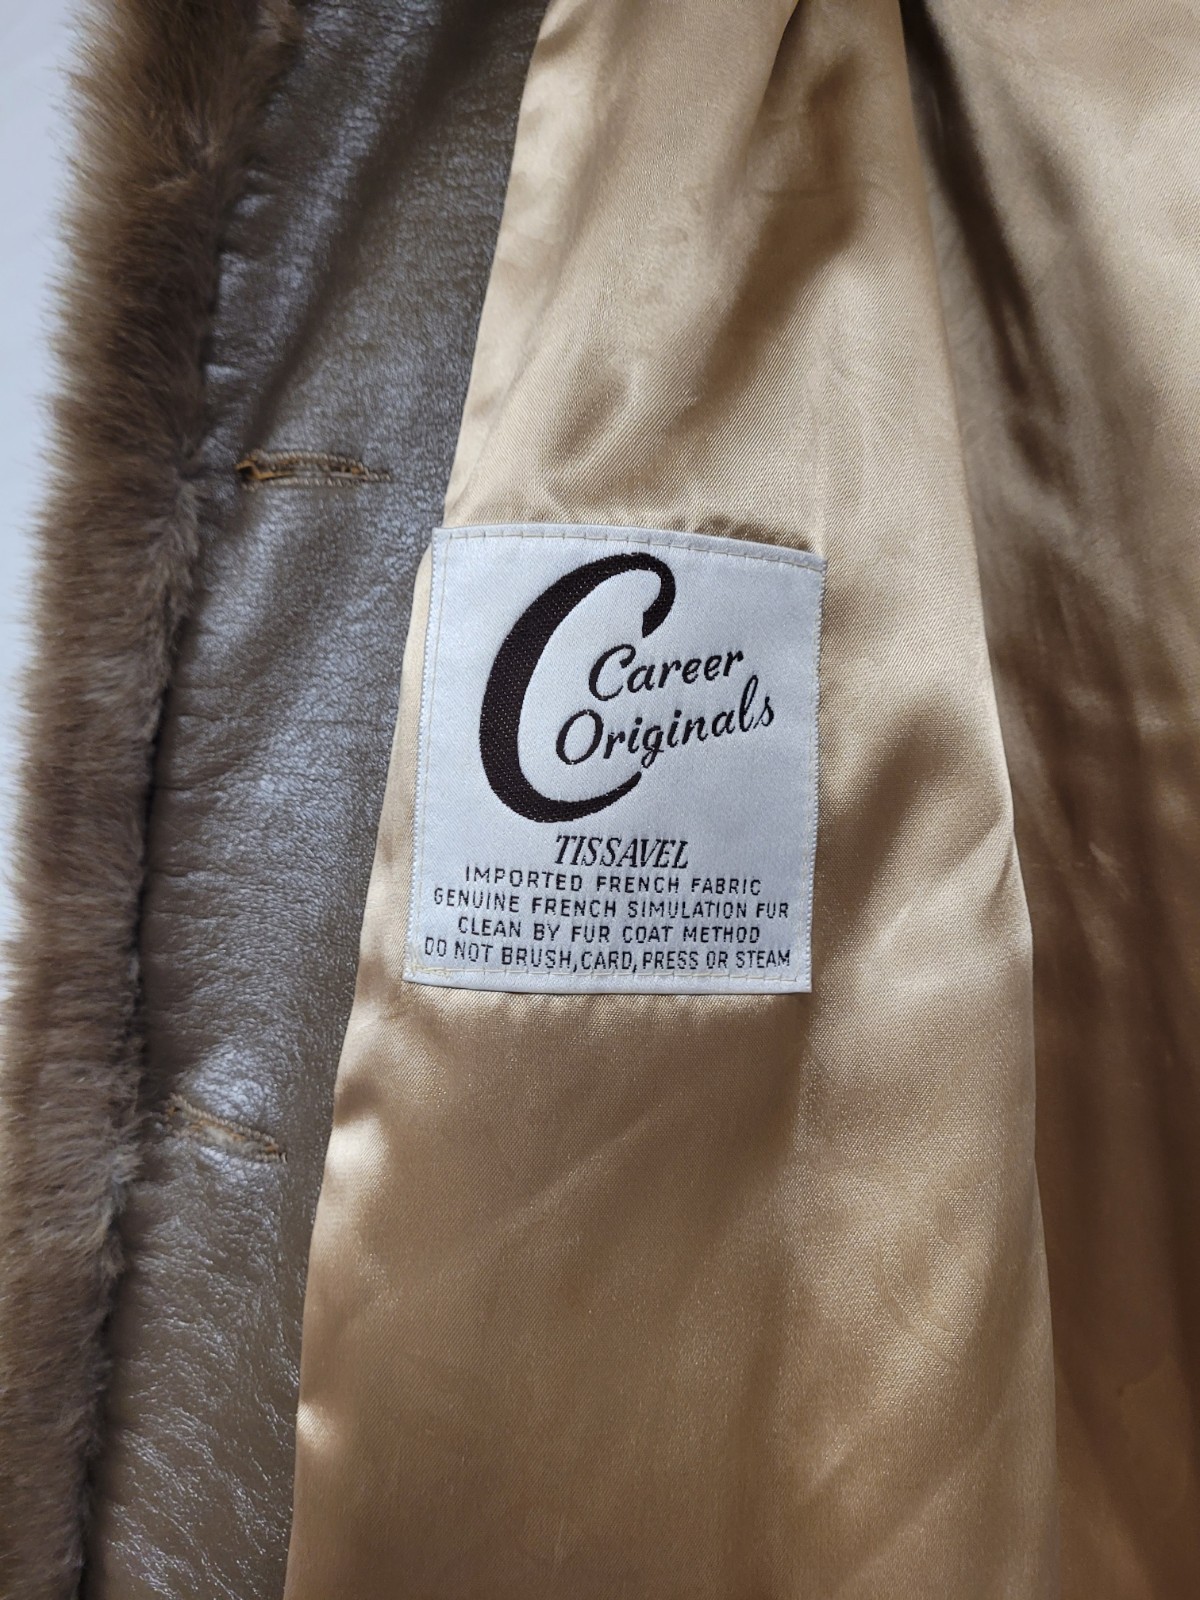 C
Career
Originals
TISSAVEL
IMPORTED FRENCH FABRIC
GENUINE FRENCH SIMULATION FUR
CLEAN BY FUR COAT METHOD
DO NOT BRUSH, CARD, PRESS OR STEAM